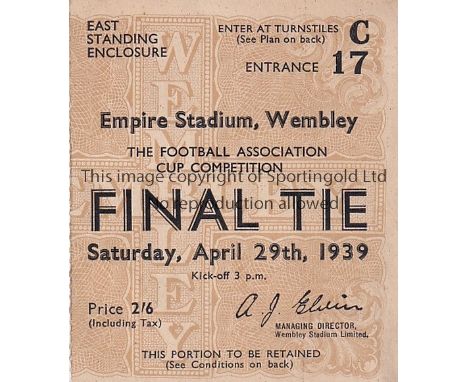 EAST
STANDING
ENCLOSURE
ENTER AT TURNSTILES
(See Plan on back)
C
ENTRANCE 17
WEMBLEY
Empire Stadium, Wembley
THE FOOTBALL ASSOCIATION
CUP COMPETITION
This image copyright of Sportingold Ltd
FINAL TIE
No reproduction allowed
Saturday, April 29th, 1939
Kick-off 3 p.m.
Price 2/6
(Including Tax)
A. J. Elvin
MANAGING DIRECTOR,
Wembley Stadium Limited.
THIS PORTION TO BE RETAINED
(See Conditions on back)